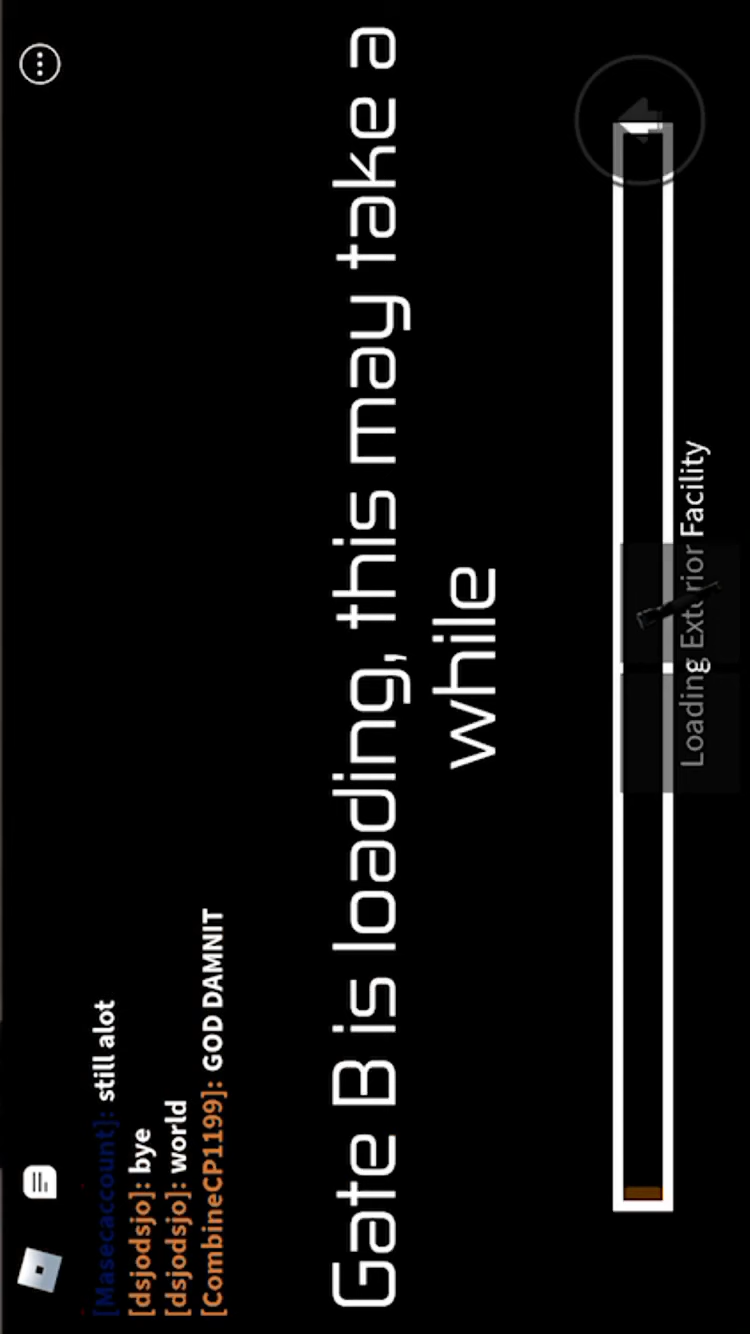 [Masecaccount]: still alot
[dsjodsjo]: bye
[dsjodsjo]: world
[CombineCP1199]: GOD DAMNIT
Gate B is loading, this may take a
while
Loading Exterior Facility